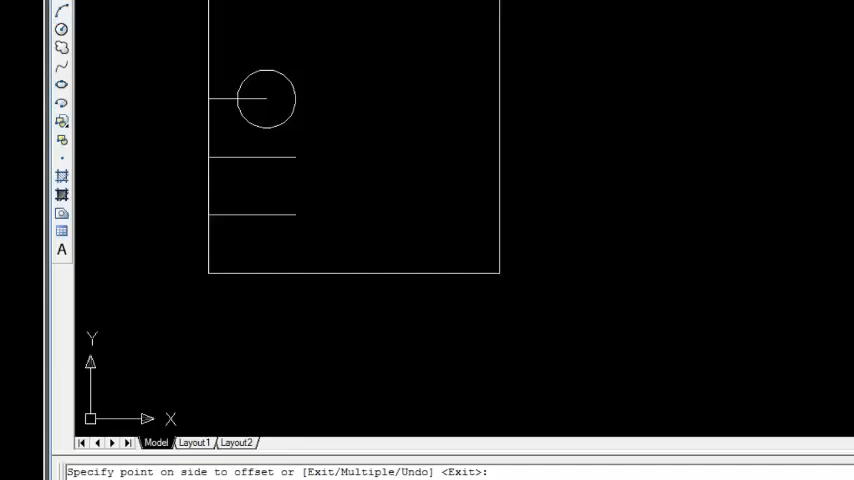 A
Y
X
Model Layout1 Layout2
Specify point on side to offset or [Exit/Multiple/Undo] <Exit>: